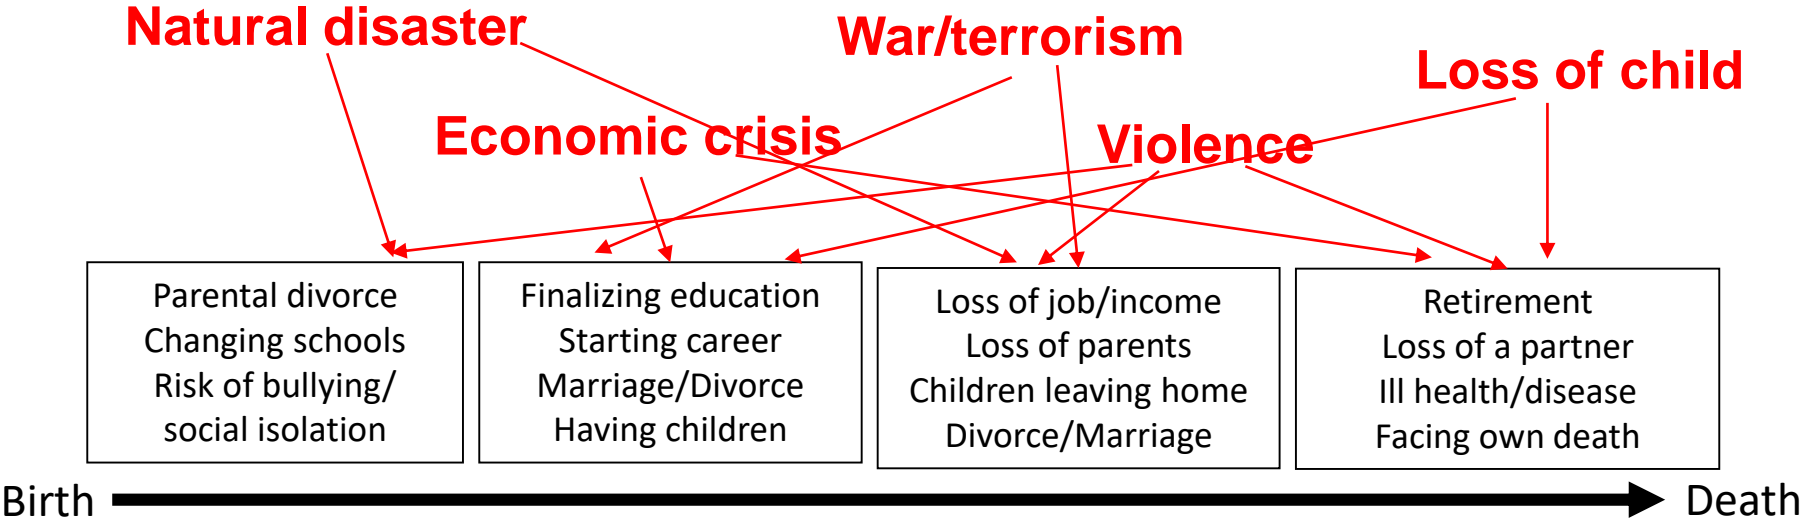 Natural disaster
War/terrorism
Loss of child
Economic crisis
Violence
Parental divorce
Changing schools
Risk of bullying/
social isolation
Finalizing education
Starting career
Marriage/Divorce
Having children
Loss of job/income
Loss of parents
Children leaving home
Divorce/Marriage
Retirement
Loss of a partner
Ill health/disease
Facing own death
Birth
Death